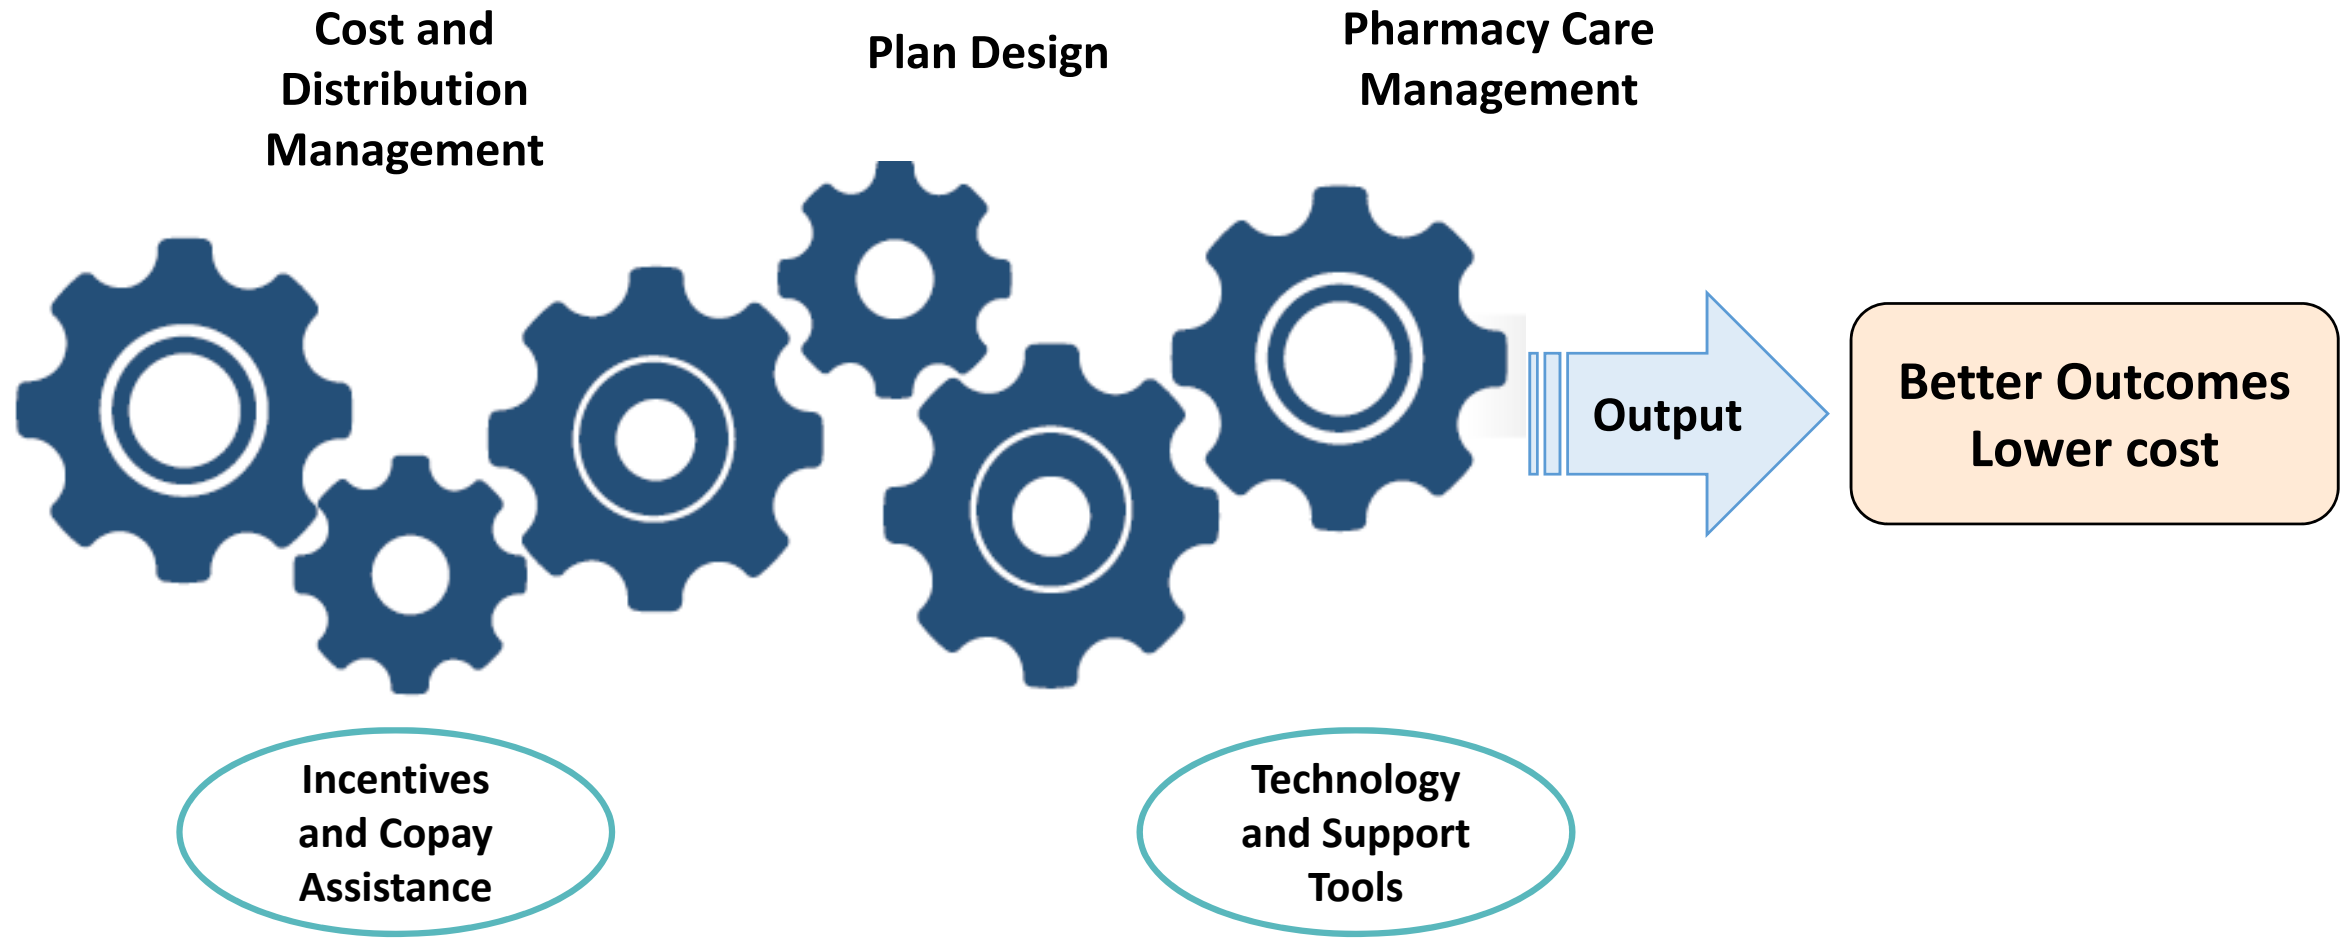 Cost and
Distribution
Management
Plan Design
Pharmacy Care
Management
Output
Better Outcomes
Lower cost
Incentives
and Copay
Assistance
Technology
and Support
Tools